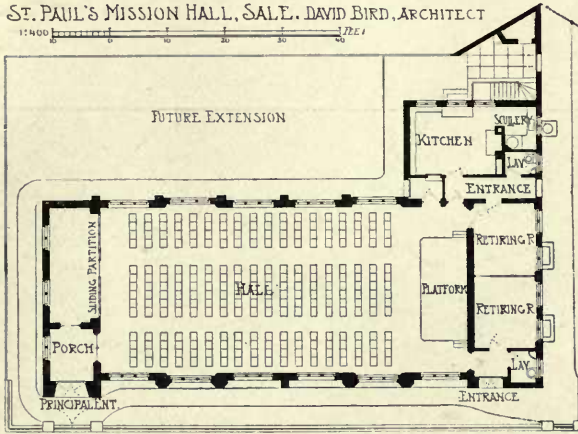 ST. PAUL'S MISSION HALL, SALE. DAVID BIRD, ARCHITECT
1:400
FEET
10 0 10 20 30 40
FUTURE EXTENSION
KITCHEN
SCULLERY
LAV.
ENTRANCE
SLIDING PARTITION
HALL
PLATFORM
RETIRING R.
RETIRING R.
PORCH
LAV.
PRINCIPAL ENT.
ENTRANCE